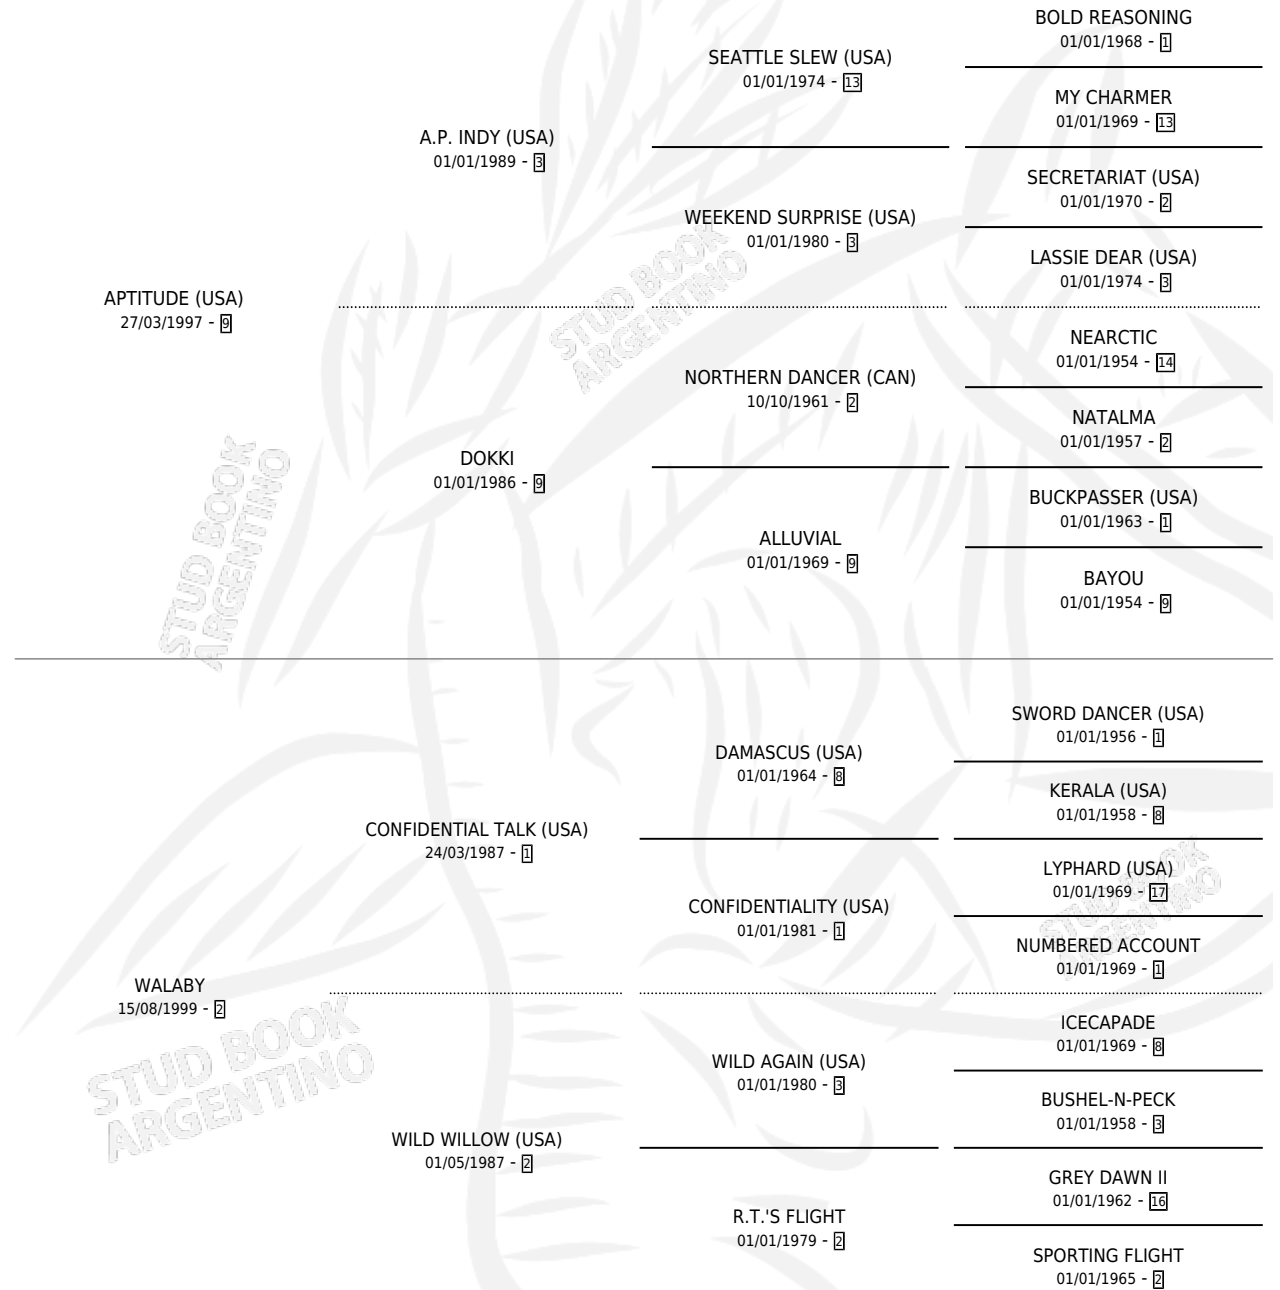 BOLD REASONING
01/01/1968 - 1
SEATTLE SLEW (USA)
01/01/1974 - 13
MY CHARMER
01/01/1969 - 13
A.P. INDY (USA)
01/01/1989 - 3
SECRETARIAT (USA)
01/01/1970 - 2
WEEKEND SURPRISE (USA)
01/01/1980 - 3
LASSIE DEAR (USA)
01/01/1974 - 3
STUD BOOK
ARGENTINO
APTITUDE (USA)
27/03/1997 - 9
NEARCTIC
01/01/1954 - 14
NORTHERN DANCER (CAN)
10/10/1961 - 2
NATALMA
01/01/1957 - 2
DOKKI
01/01/1986 - 9
BUCKPASSER (USA)
01/01/1963 - 1
ALLUVIAL
01/01/1969 - 9
BAYOU
01/01/1954 - 9
STUD BOOK
ARGENTINO
SWORD DANCER (USA)
01/01/1956 - 1
DAMASCUS (USA)
01/01/1964 - 8
KERALA (USA)
01/01/1958 - 8
CONFIDENTIAL TALK (USA)
24/03/1987 - 1
LYPHARD (USA)
01/01/1969 - 17
CONFIDENTIALITY (USA)
01/01/1981 - 1
NUMBERED ACCOUNT
01/01/1969 - 1
STUD BOOK
ARGENTINO
WALABY
15/08/1999 - 2
ICECAPADE
01/01/1969 - 8
WILD AGAIN (USA)
01/01/1980 - 3
BUSHEL-N-PECK
01/01/1958 - 3
STUD BOOK
ARGENTINO
WILD WILLOW (USA)
01/05/1987 - 2
GREY DAWN II
01/01/1962 - 16
R.T.'S FLIGHT
01/01/1979 - 2
SPORTING FLIGHT
01/01/1965 - 2